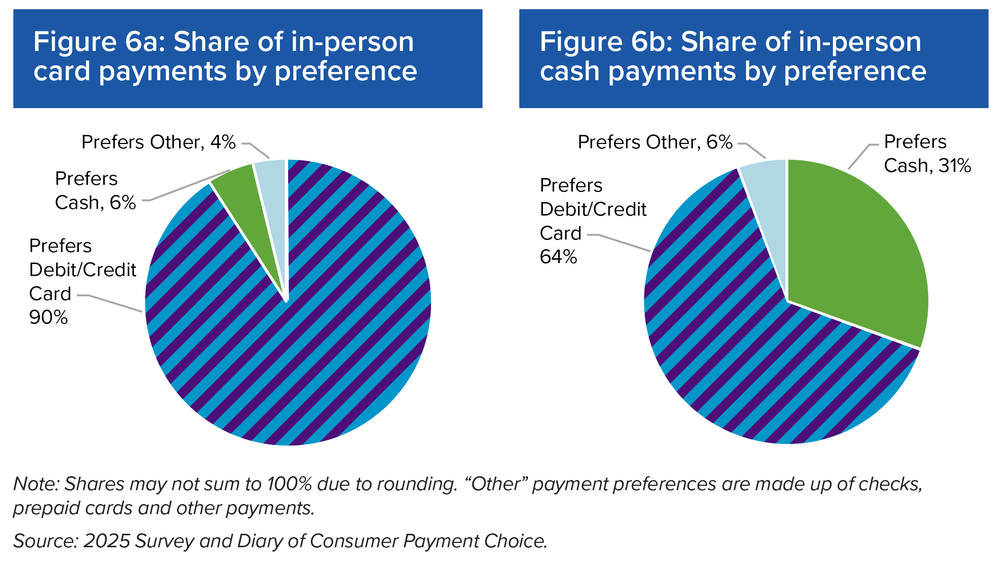 Figure 6a: Share of in-person
card payments by preference
Prefers Other, 4%
Prefers
Cash, 6%
Prefers
Debit/Credit
Card
90%
Figure 6b: Share of in-person
cash payments by preference
Prefers Other, 6%
Prefers
Cash, 31%
Prefers
Debit/Credit
Card
64%
Note: Shares may not sum to 100% due to rounding. “Other” payment preferences are made up of checks,
prepaid cards and other payments.
Source: 2025 Survey and Diary of Consumer Payment Choice.